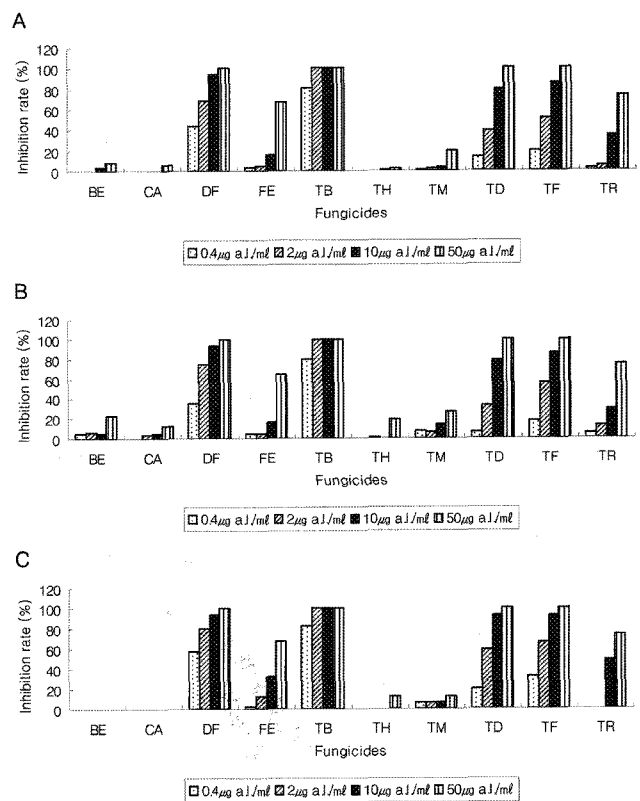 A
Inhibition rate (%)
120
100
80
60
40
20
0
BE CA DF FE TB TH TM TD TF TR
Fungicides
0.4μg a.I./mℓ 2μg a.I./mℓ 10μg a.I./mℓ 50μg a.I./mℓ
B
Inhibition rate (%)
120
100
80
60
40
20
0
BE CA DF FE TB TH TM TD TF TR
Fungicides
0.4μg a.I./mℓ 2μg a.I./mℓ 10μg a.I./mℓ 50μg a.I./mℓ
C
Inhibition rate (%)
120
100
80
60
40
20
0
BE CA DF FE TB TH TM TD TF TR
Fungicides
0.4μg a.I./mℓ 2μg a.I./mℓ 10μg a.I./mℓ 50μg a.I./mℓ